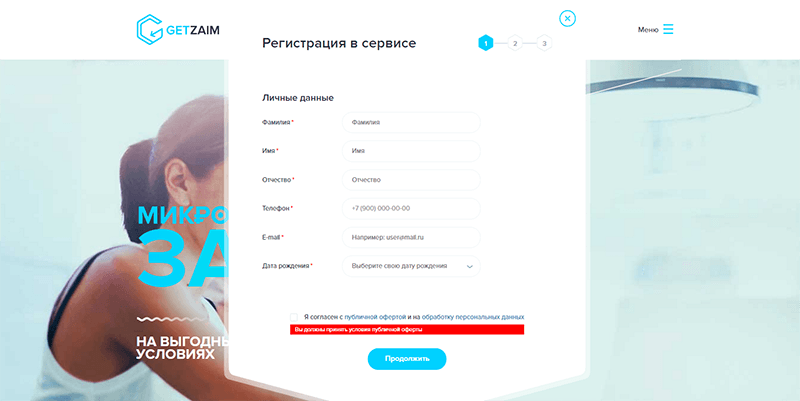 GETZAIM
Меню
Регистрация в сервисе
1 2 3
Личные данные
Фамилия * Фамилия
Имя * Имя
Отчество * Отчество
Телефон * +7 (900) 000-00-00
E-mail * Например: user@mail.ru
Дата рождения * Выберите свою дату рождения
Я согласен с публичной офертой и на обработку персональных данных
Вы должны принять условия публичной оферты
Продолжить
МИКРО
ЗА
НА ВЫГОДНЫ
УСЛОВИЯХ